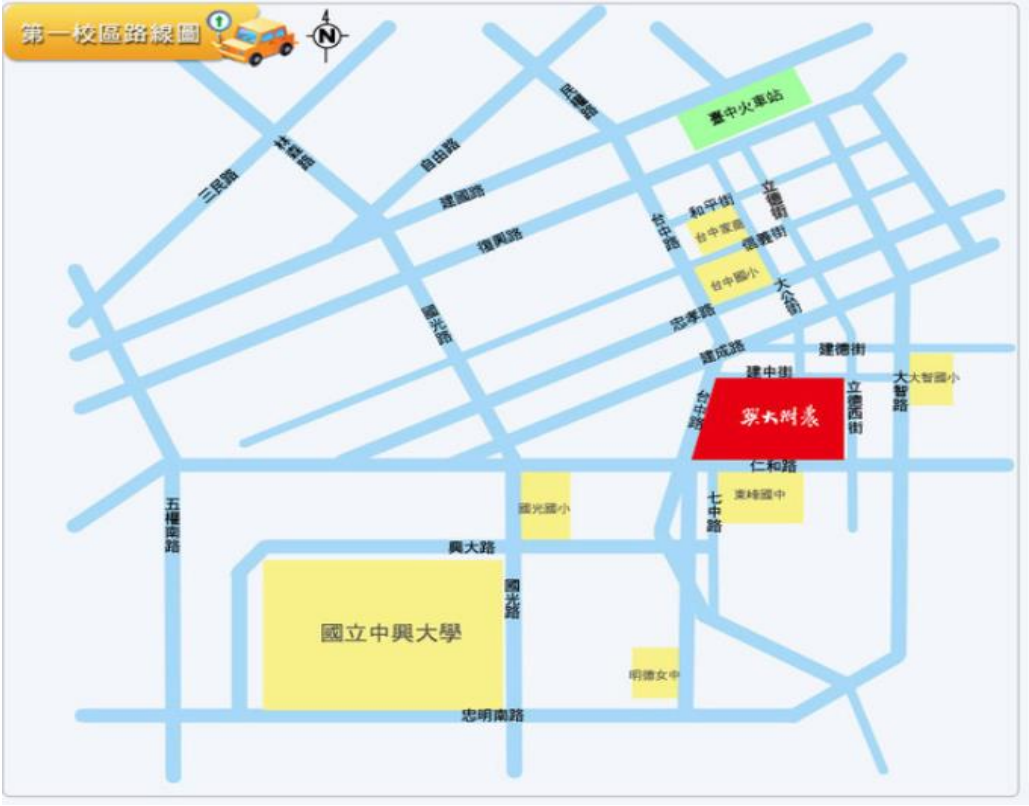 第一校區路線圖
4
N
民權路
臺中火車站
林森路
自由路
三民路
建國路
立德街
和平街
台中路
台中家商
復興路
信義街
台中國小
大公街
國光路
忠孝路
建成路
建德街
建中街
大智路
大智國小
台中路
興大附農
立德西街
仁和路
國光國小
七中路
東峰國中
五權南路
興大路
國光路
國立中興大學
明德女中
忠明南路